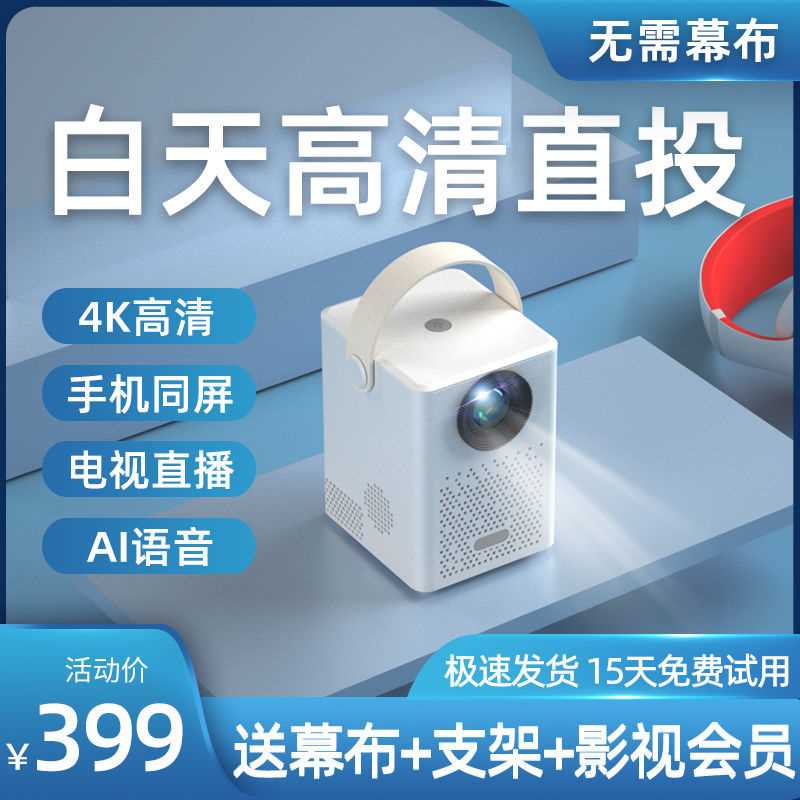 无需幕布
白天高清直投
4K高清
手机同屏
电视直播
AI语音
活动价
¥399
极速发货 15天免费试用
送幕布+支架+影视会员